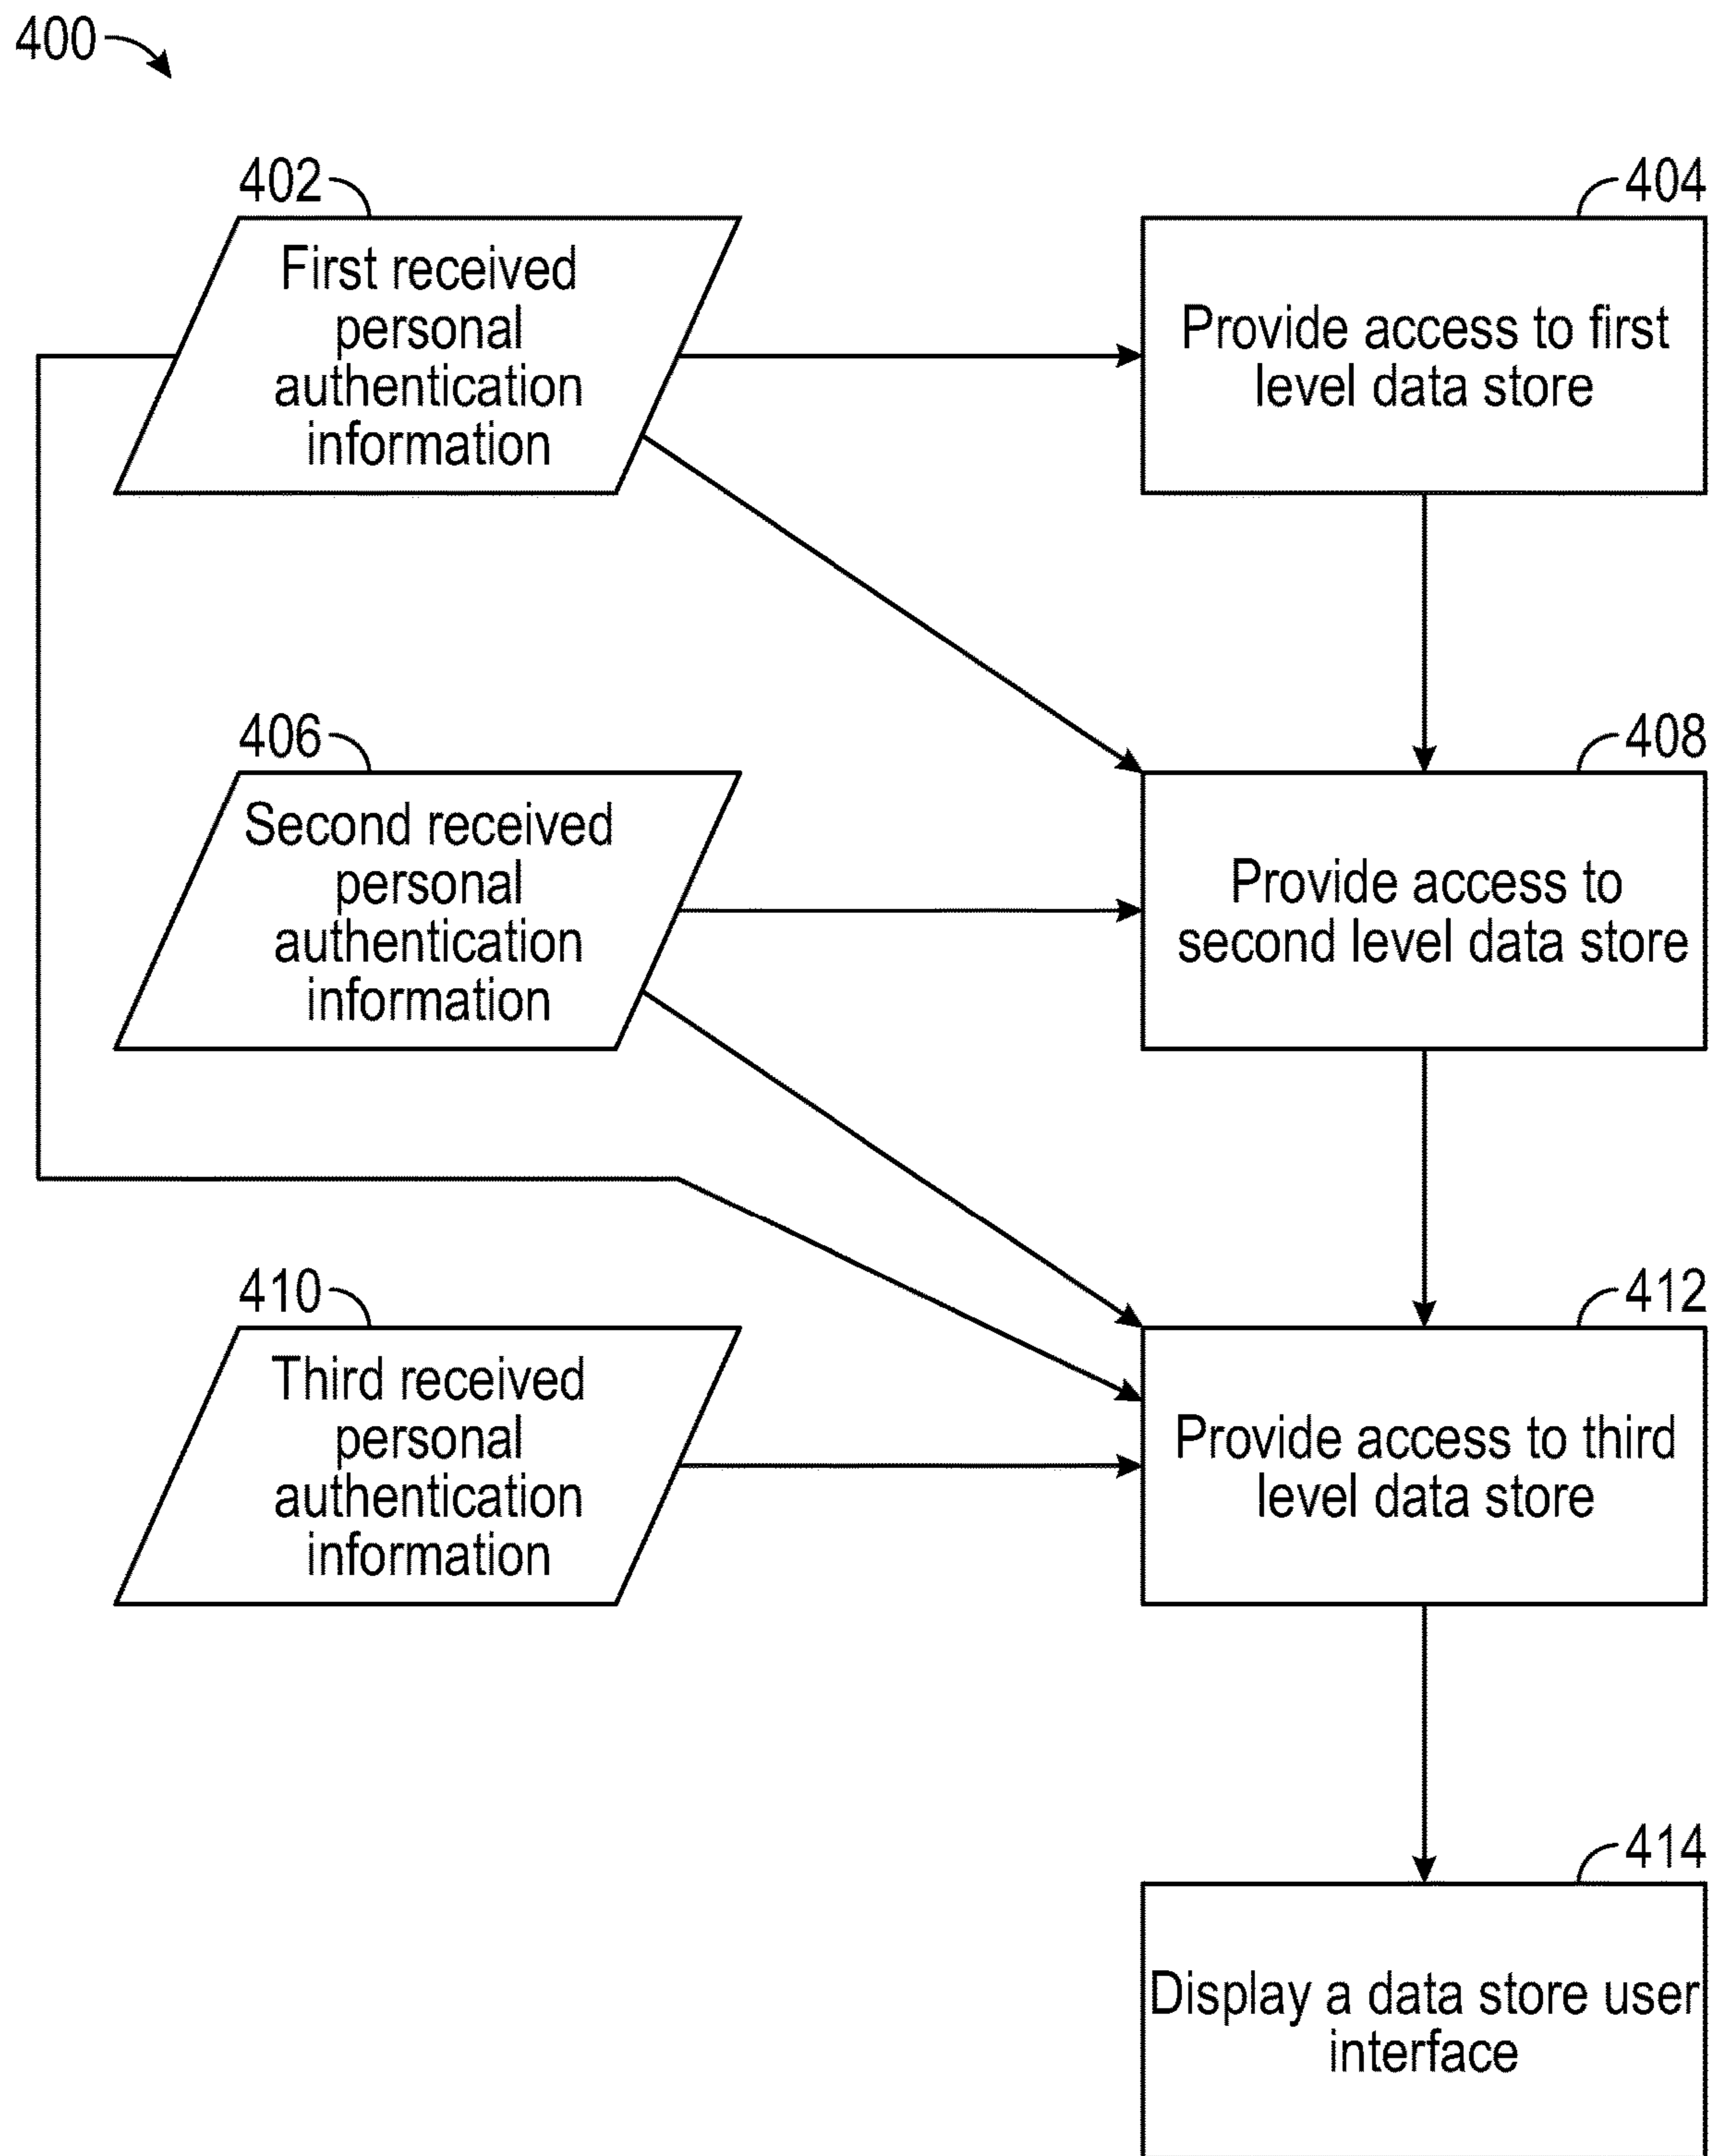 400
402
First received
personal
authentication
information
404
Provide access to first
level data store
406
Second received
personal
authentication
information
408
Provide access to
second level data store
410
Third received
personal
authentication
information
412
Provide access to third
level data store
414
Display a data store user
interface